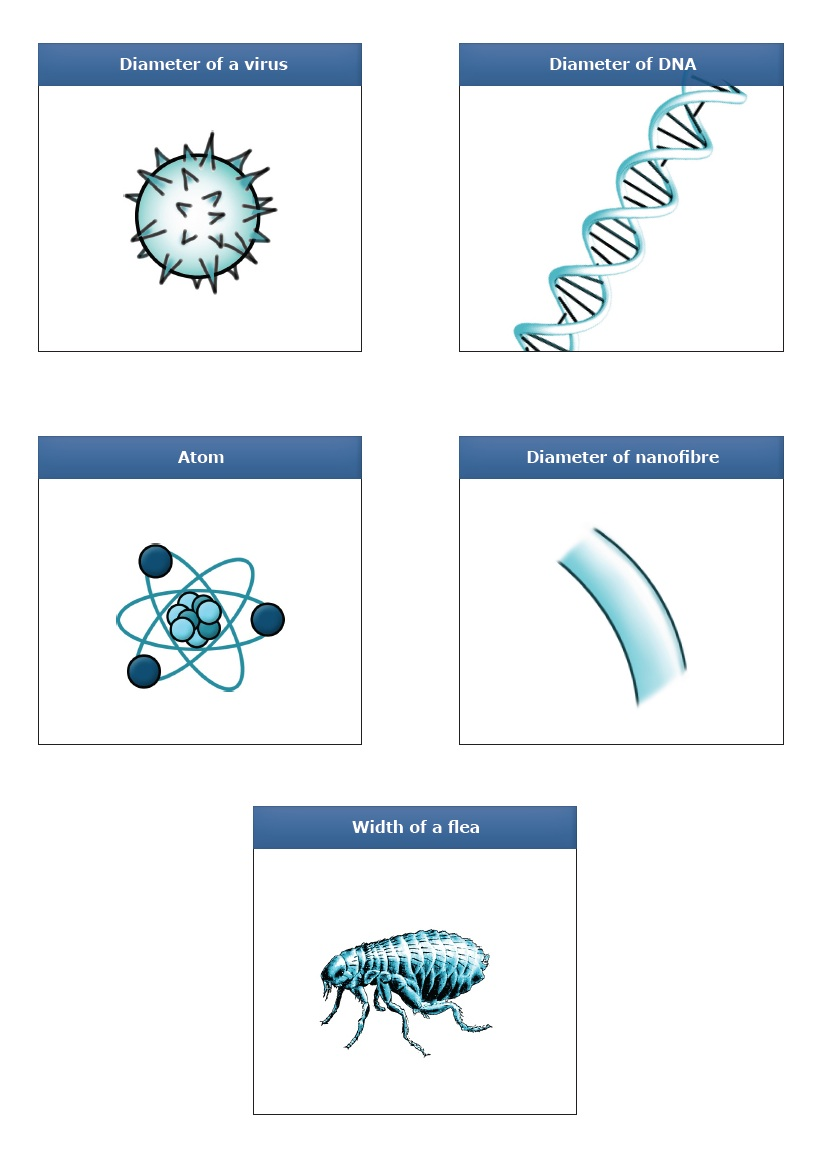 Diameter of a virus
Diameter of DNA
Atom
Diameter of nanofibre
Width of a flea